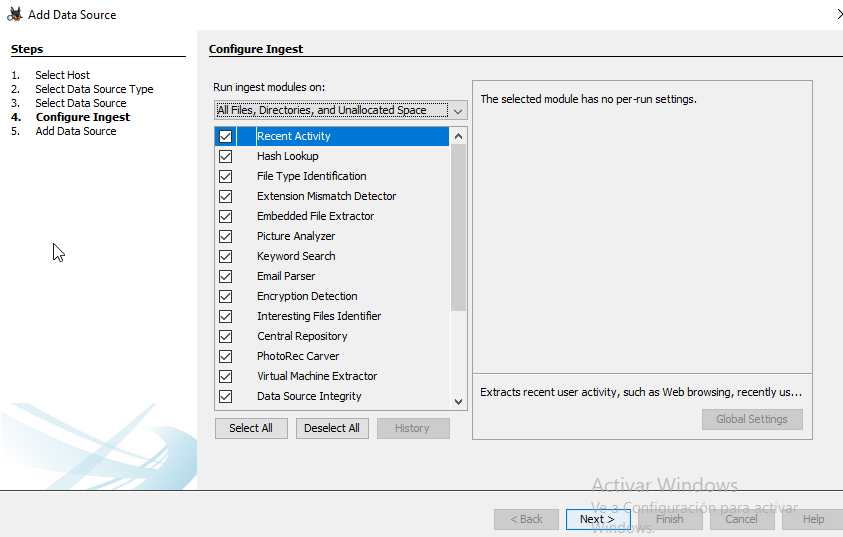 Add Data Source
Steps
1. Select Host
2. Select Data Source Type
3. Select Data Source
4. Configure Ingest
5. Add Data Source
Configure Ingest
Run ingest modules on:
All Files, Directories, and Unallocated Space
Recent Activity
Hash Lookup
File Type Identification
Extension Mismatch Detector
Embedded File Extractor
Picture Analyzer
Keyword Search
Email Parser
Encryption Detection
Interesting Files Identifier
Central Repository
PhotoRec Carver
Virtual Machine Extractor
Data Source Integrity
Select All Deselect All History
The selected module has no per-run settings.
Extracts recent user activity, such as Web browsing, recently us...
Global Settings
Activar Windows
Ve a Configuración para activar
Windows.
< Back Next > Finish Cancel Help